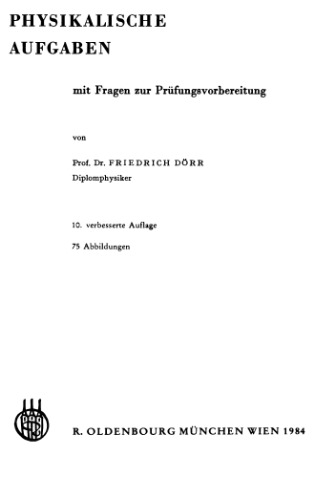 PHYSIKALISCHE
AUFGABEN
mit Fragen zur Prüfungsvorbereitung
von
Prof. Dr. FRIEDRICH DÖRR
Diplomphysiker
10. verbesserte Auflage
75 Abbildungen
R. OLDENBOURG MÜNCHEN WIEN 1984